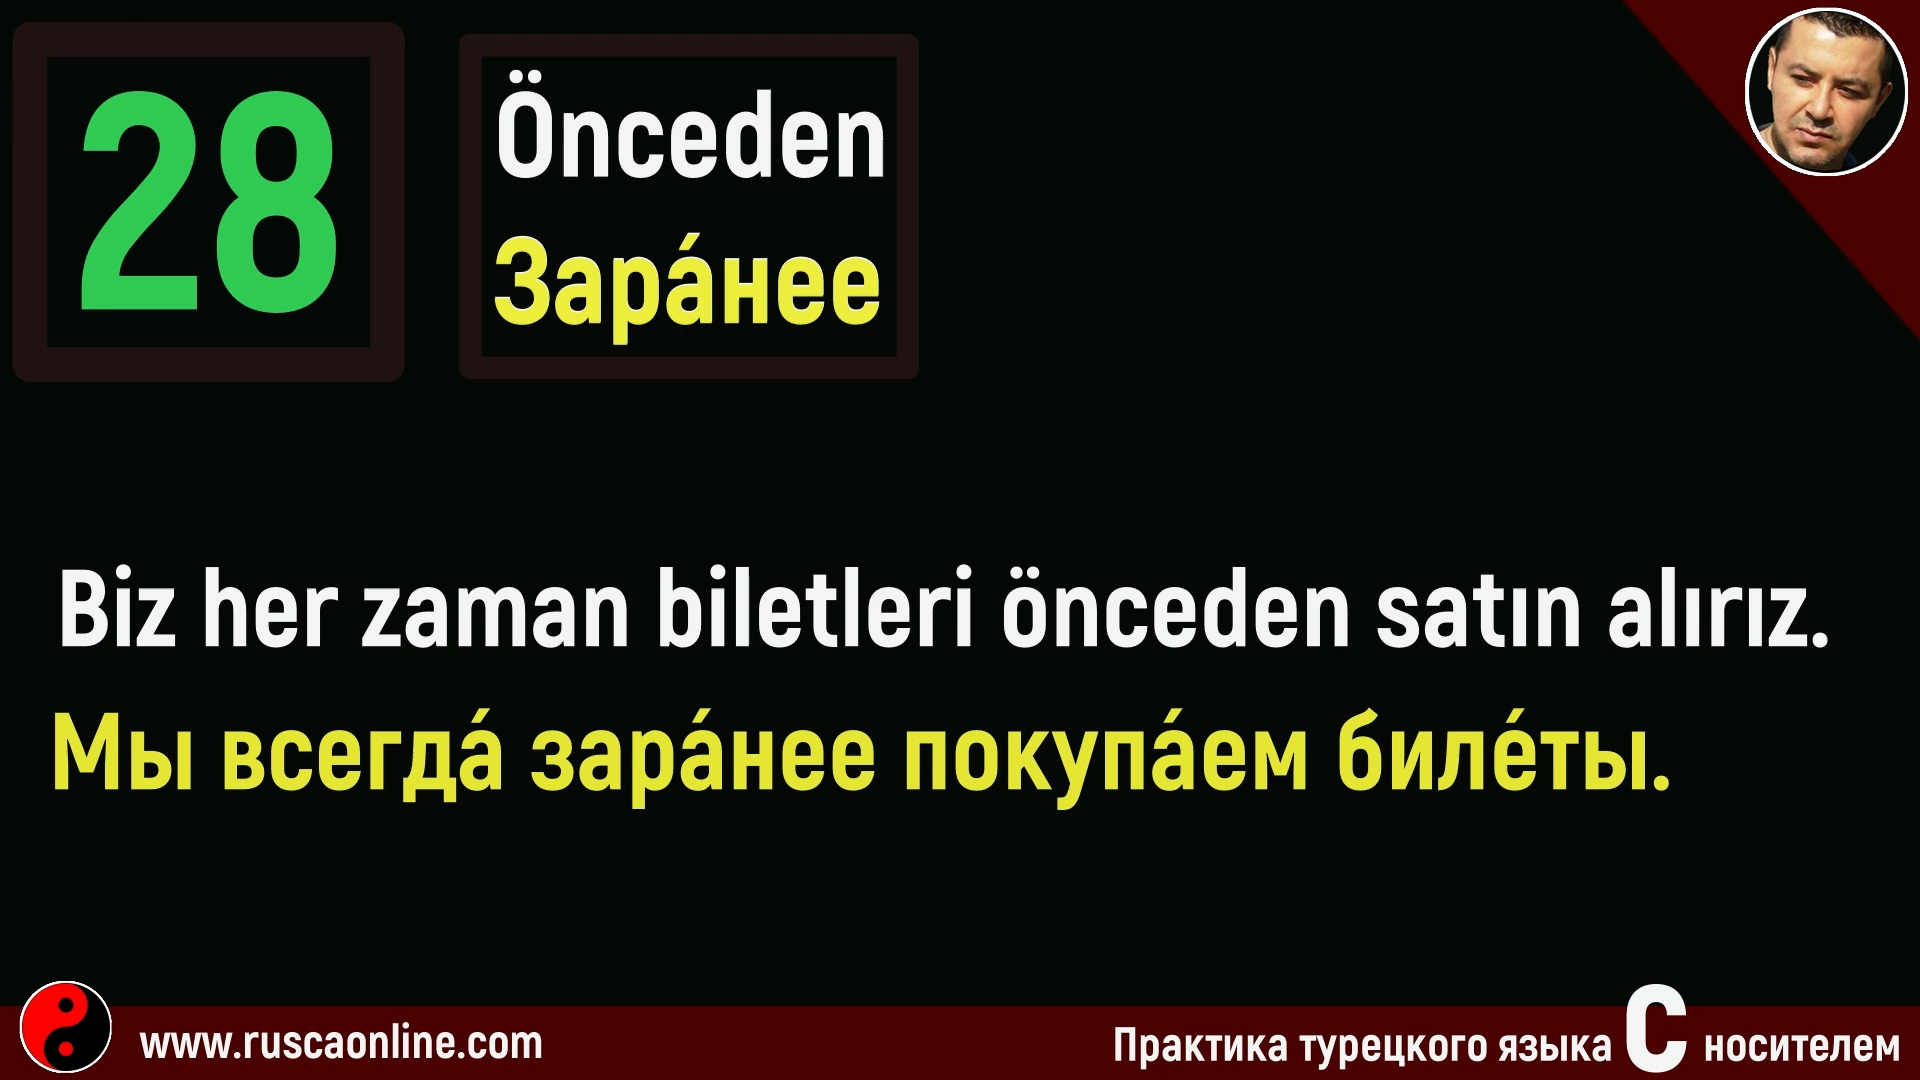 28
Önceden
Зара́нее
Biz her zaman biletleri önceden satın alırız.
Мы всегда́ зара́нее покупа́ем биле́ты.
www.ruscaonline.com
Практика турецкого языка С носителем